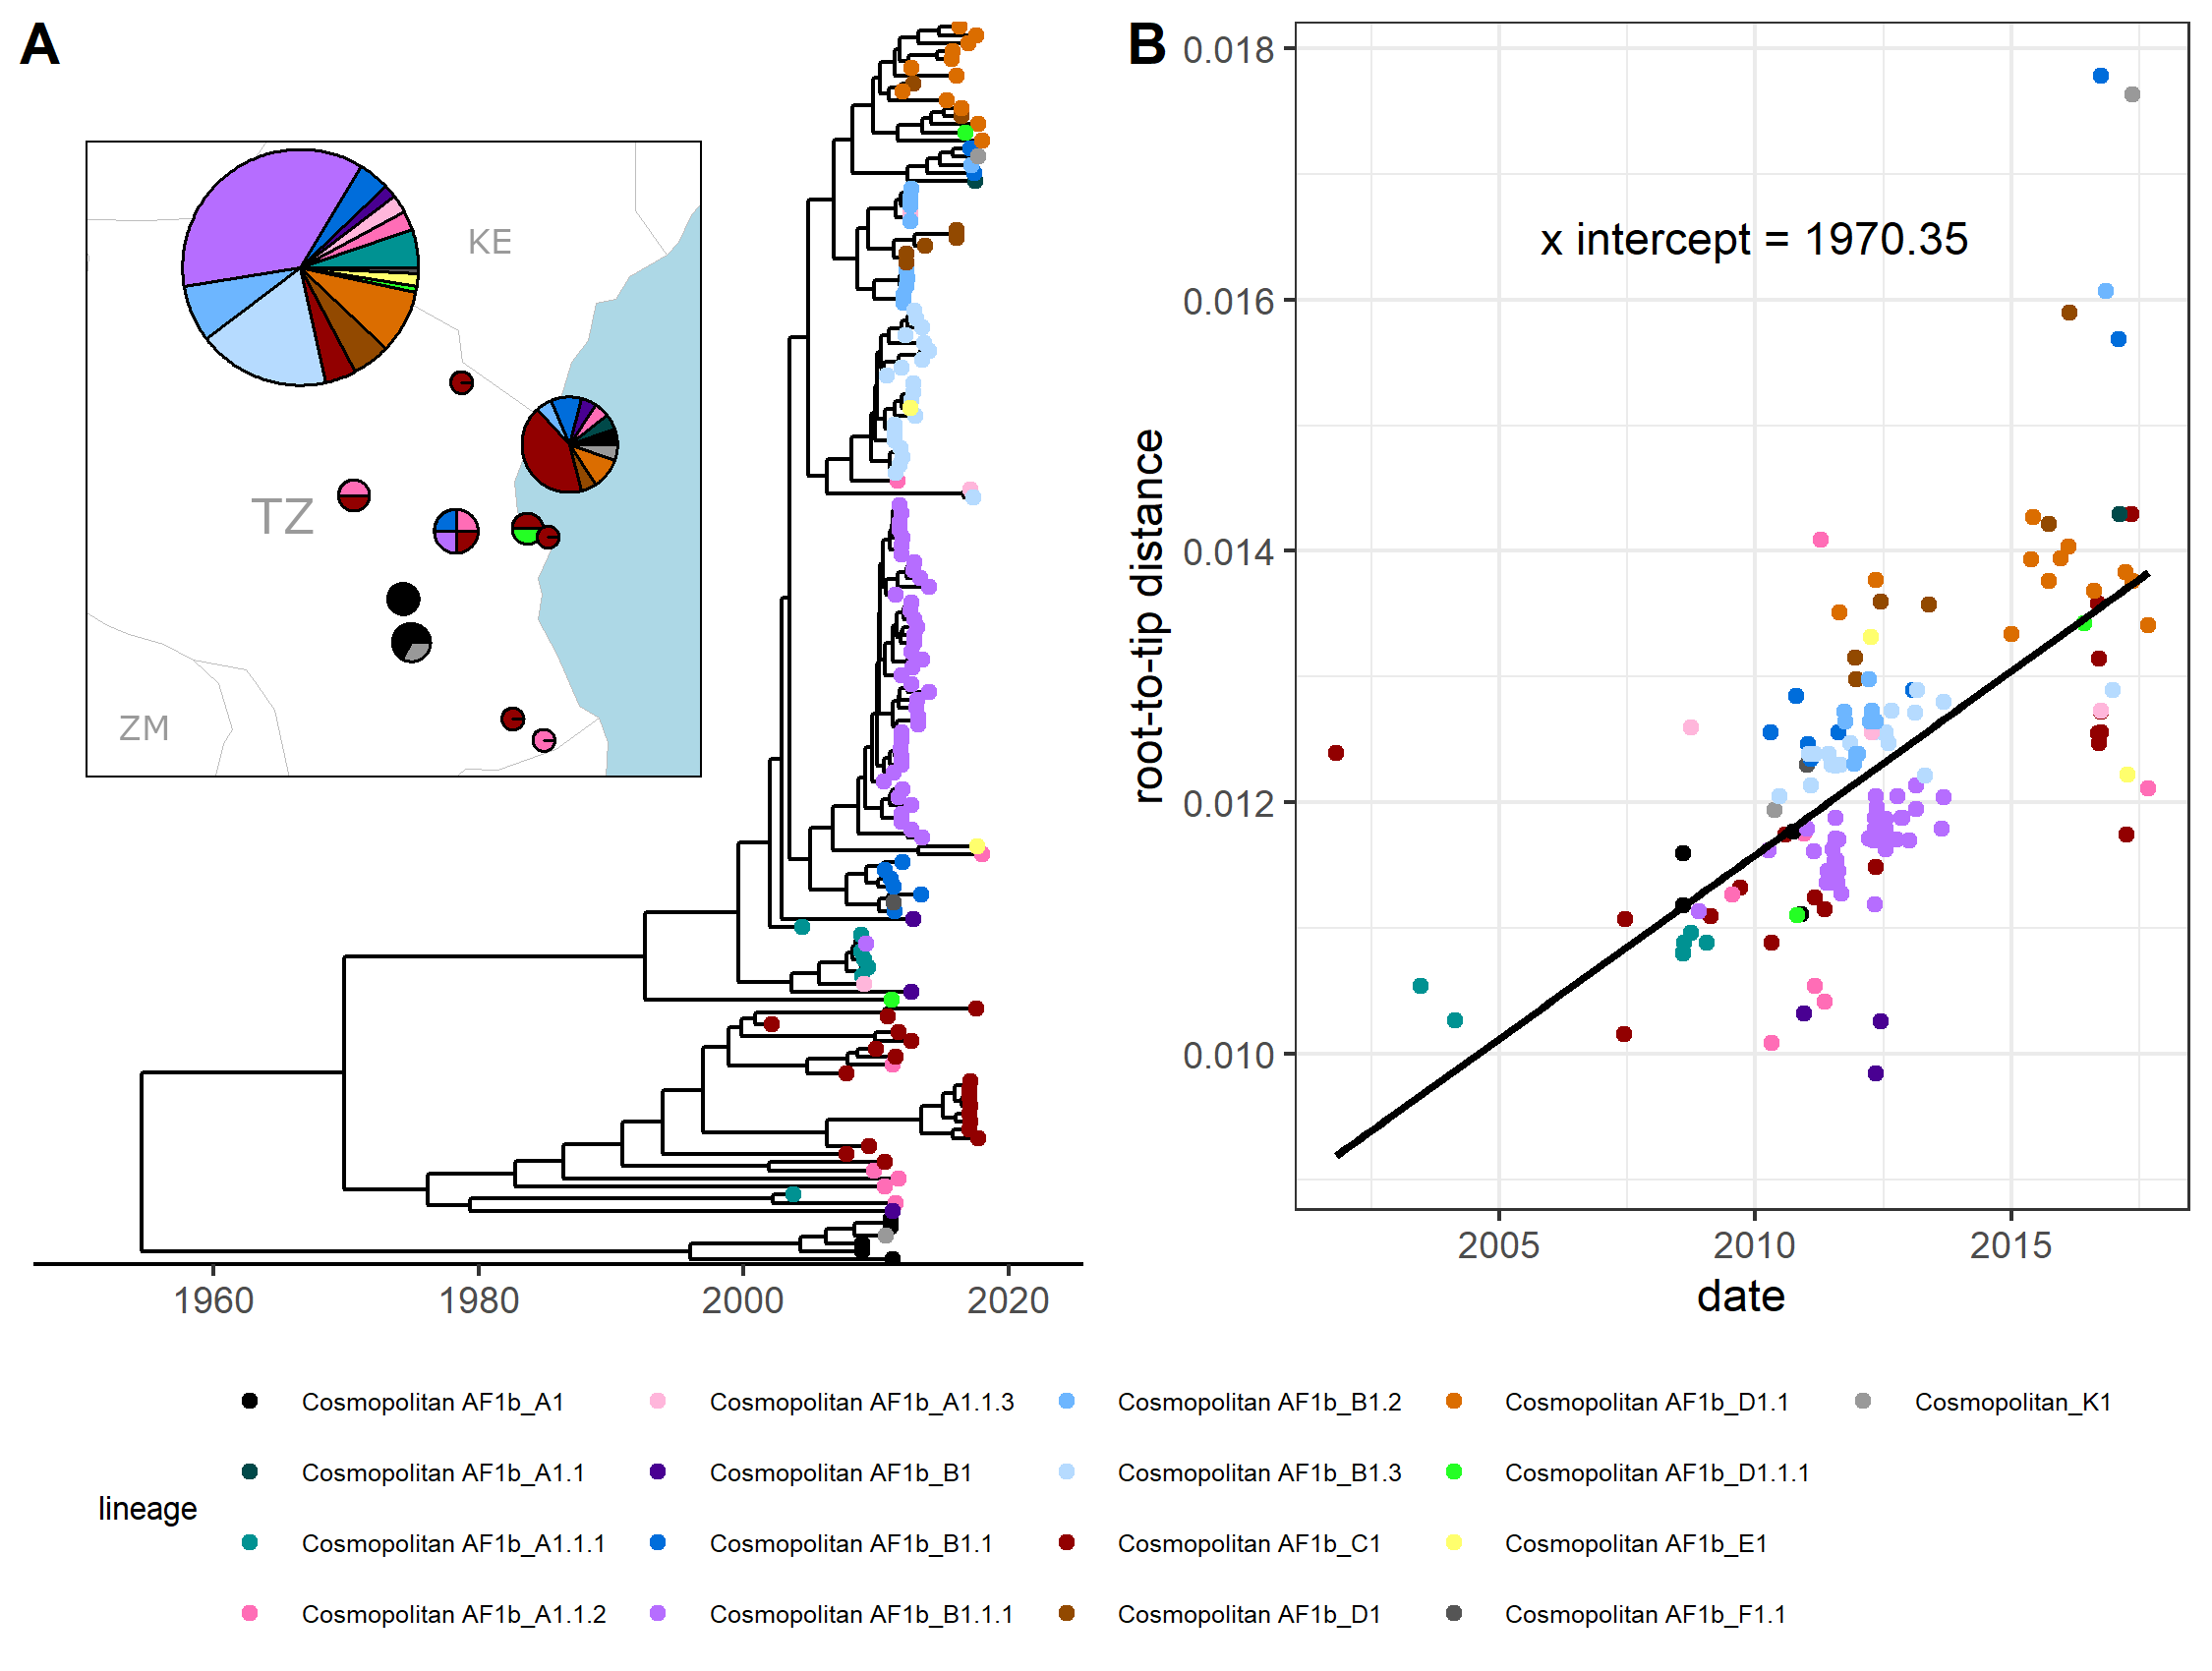 A
KE
TZ
ZM
1960 1980 2000 2020
B
0.018
0.016
0.014
0.012
0.010
root-to-tip distance
x intercept = 1970.35
2005 2010 2015
date
lineage
Cosmopolitan AF1b_A1
Cosmopolitan AF1b_A1.1
Cosmopolitan AF1b_A1.1.1
Cosmopolitan AF1b_A1.1.2
Cosmopolitan AF1b_A1.1.3
Cosmopolitan AF1b_B1
Cosmopolitan AF1b_B1.1
Cosmopolitan AF1b_B1.1.1
Cosmopolitan AF1b_B1.2
Cosmopolitan AF1b_B1.3
Cosmopolitan AF1b_C1
Cosmopolitan AF1b_D1
Cosmopolitan AF1b_D1.1
Cosmopolitan AF1b_D1.1.1
Cosmopolitan AF1b_E1
Cosmopolitan AF1b_F1.1
Cosmopolitan_K1